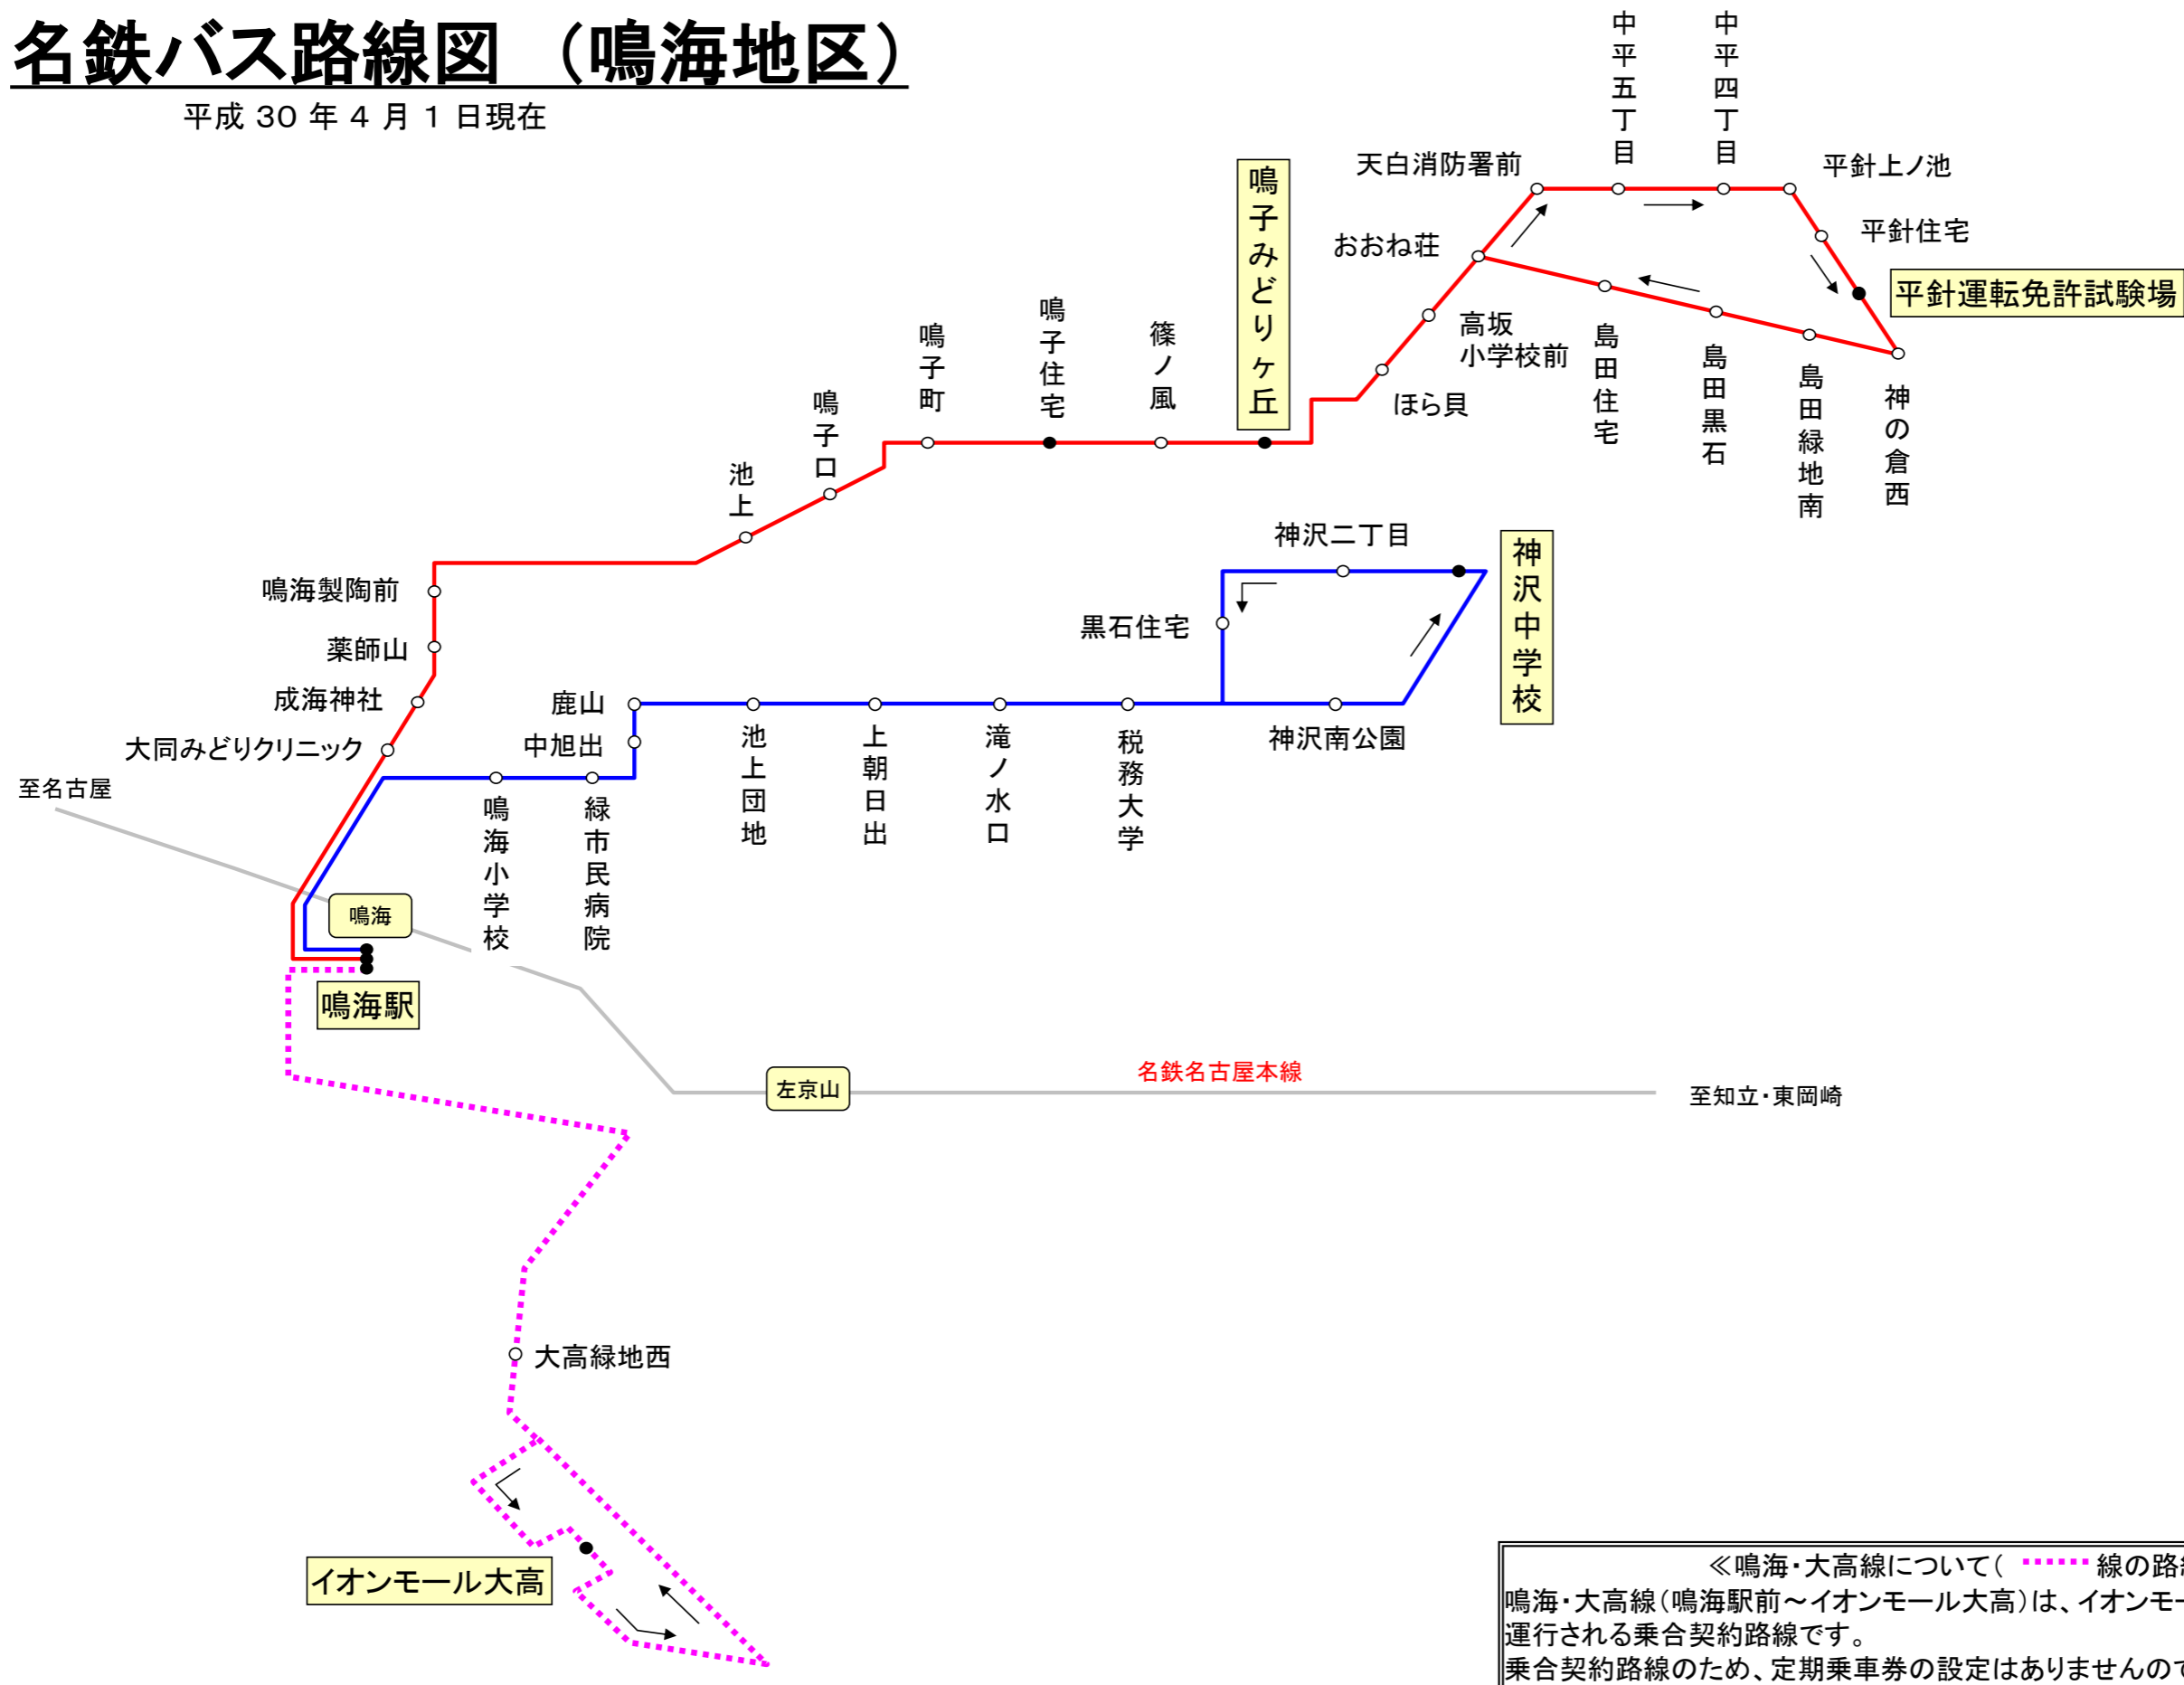 名鉄バス路線図 （鳴海地区）
平成 30 年 4 月 1 日現在
中平五丁目
中平四丁目
天白消防署前
平針上ノ池
平針住宅
平針運転免許試験場
おおね荘
高坂
小学校前
ほら貝
島田住宅
島田黒石
島田緑地南
神の倉西
鳴子みどりヶ丘
篠ノ風
鳴子住宅
鳴子町
鳴子口
池上
鳴海製陶前
薬師山
成海神社
大同みどりクリニック
神沢二丁目
神沢中学校
黒石住宅
神沢南公園
鹿山
中旭出
池上団地
上朝日出
滝ノ水口
税務大学
鳴海小学校
緑市民病院
至名古屋
鳴海
鳴海駅
左京山
名鉄名古屋本線
至知立・東岡崎
大高緑地西
イオンモール大高
≪鳴海・大高線について（ 線の路線
鳴海・大高線（鳴海駅前～イオンモー
運行される乗合契約路線です。
乗合契約路線のため、定期乗車券の設定はありませんので